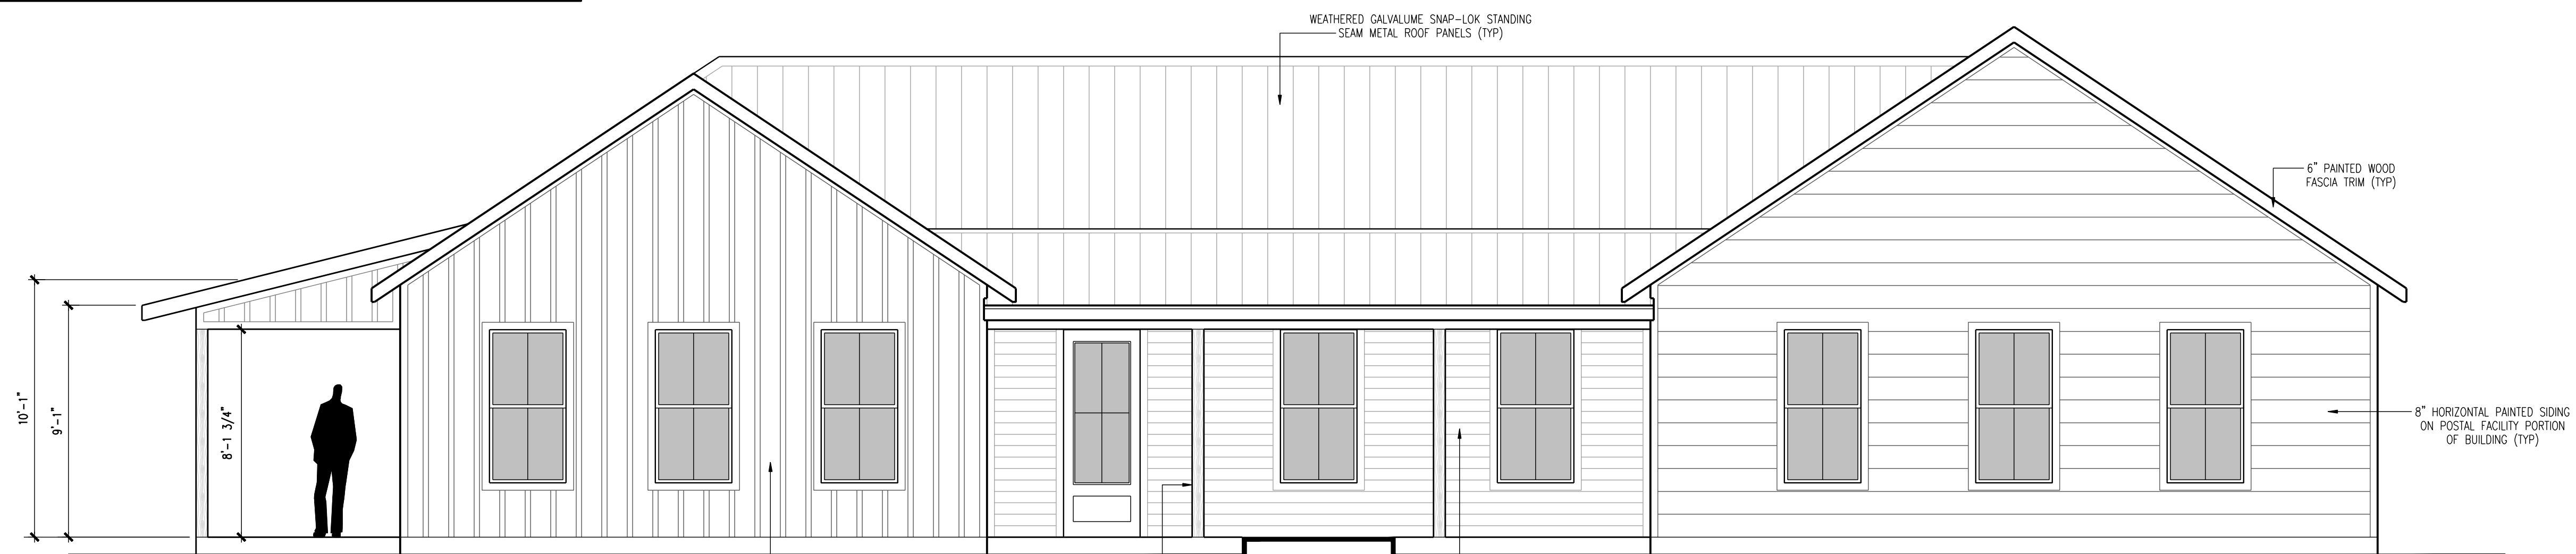 WEATHERED GALVALUME SNAP-LOK STANDING
SEAM METAL ROOF PANELS (TYP)
6" PAINTED WOOD
FASCIA TRIM (TYP)
10'-1"
9'-1"
8'-1 3/4"
8" HORIZONTAL PAINTED SIDING
ON POSTAL FACILITY PORTION
OF BUILDING (TYP)